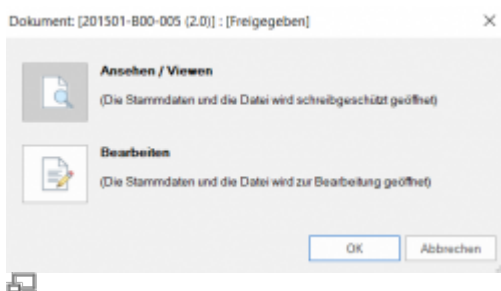 Dokument: [201501-B00-005 (2.0)] : [Freigegeben]
Ansehen / Viewen
(Die Stammdaten und die Datei wird schreibgeschützt geöffnet)
Bearbeiten
(Die Stammdaten und die Datei wird zur Bearbeitung geöffnet)
OK Abbrechen